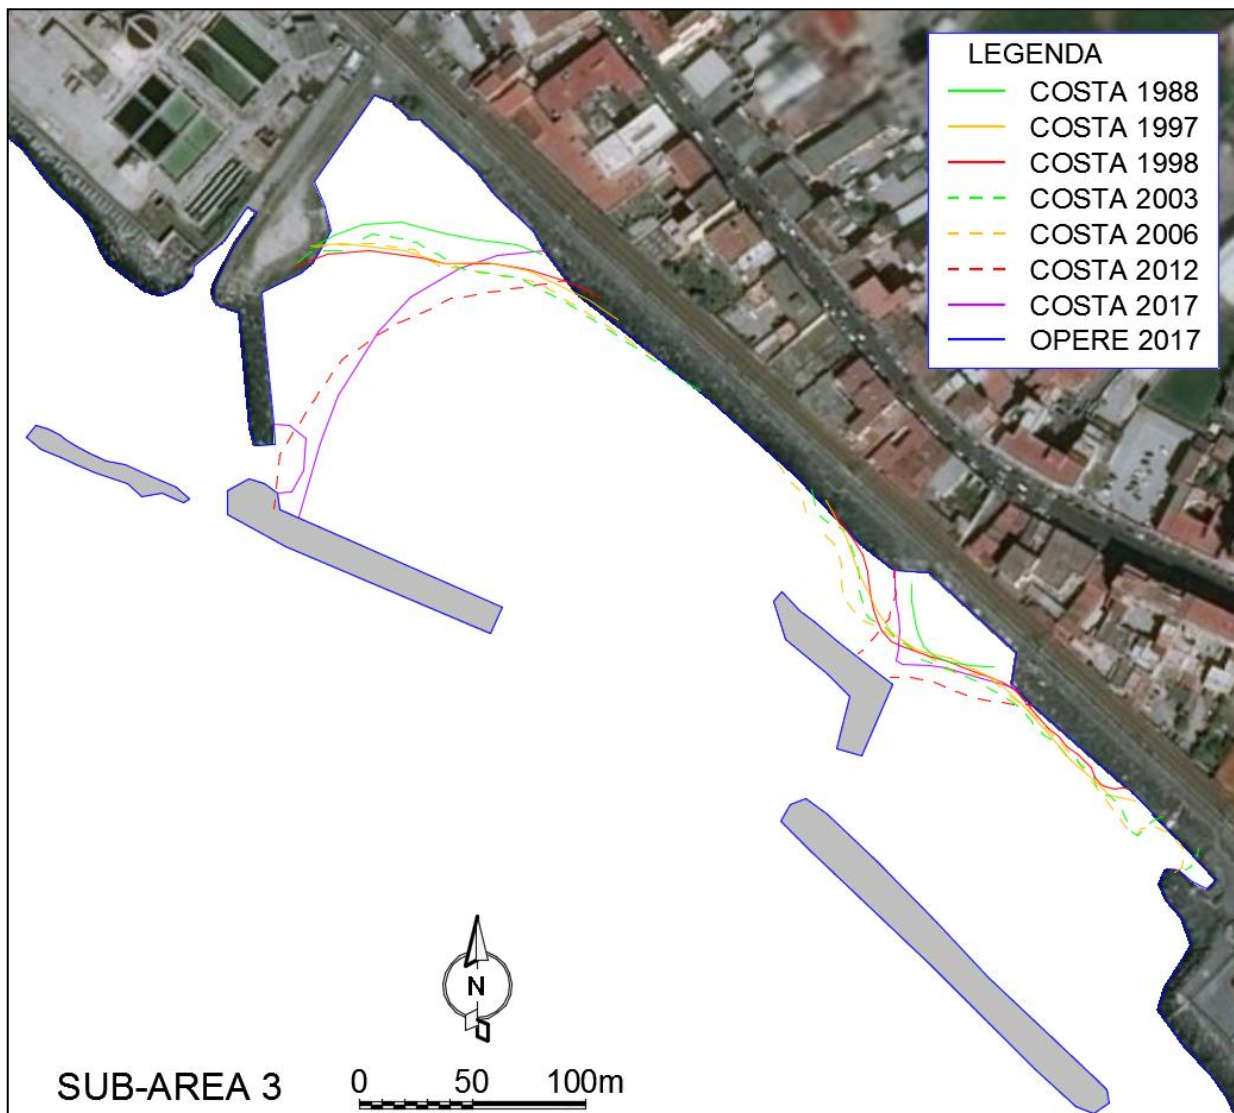 LEGENDA
COSTA 1988
COSTA 1997
COSTA 1998
COSTA 2003
COSTA 2006
COSTA 2012
COSTA 2017
OPERE 2017
N
SUB-AREA 3
0 50 100m